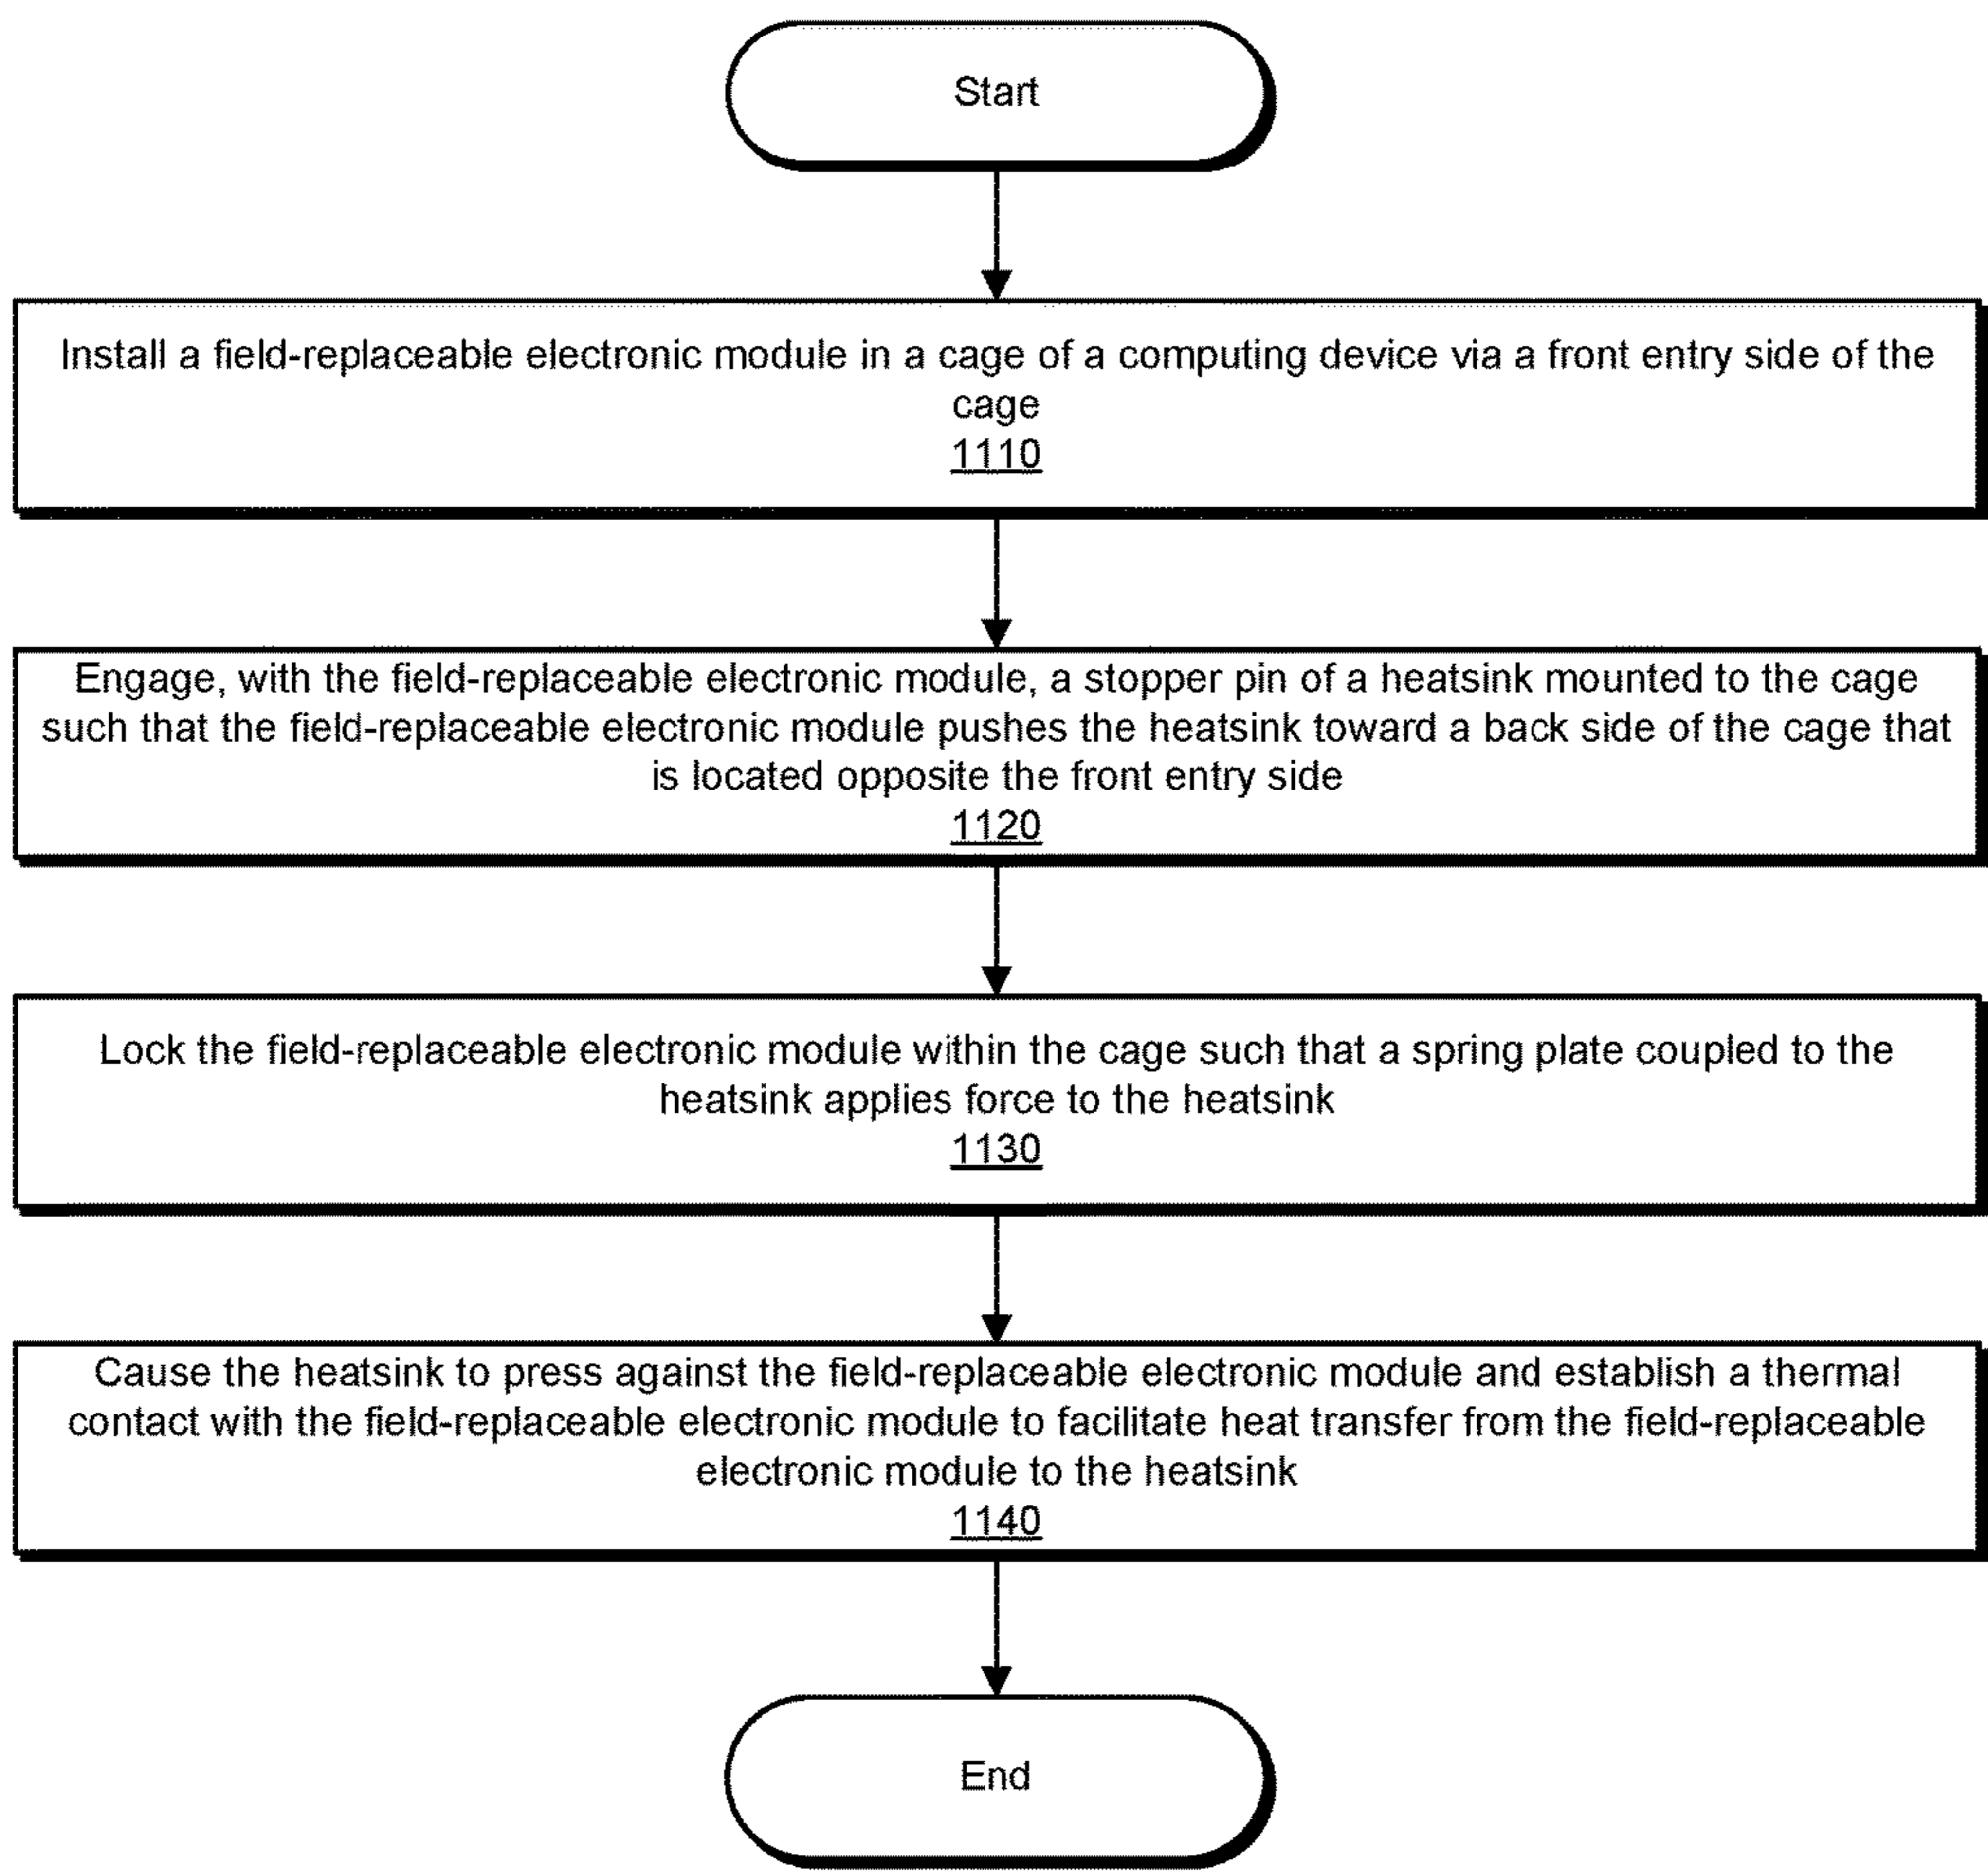 Start
Install a field-replaceable electronic module in a cage of a computing device via a front entry side of the
cage
1110
Engage, with the field-replaceable electronic module, a stopper pin of a heatsink mounted to the cage
such that the field-replaceable electronic module pushes the heatsink toward a back side of the cage that
is located opposite the front entry side
1120
Lock the field-replaceable electronic module within the cage such that a spring plate coupled to the
heatsink applies force to the heatsink
1130
Cause the heatsink to press against the field-replaceable electronic module and establish a thermal
contact with the field-replaceable electronic module to facilitate heat transfer from the field-replaceable
electronic module to the heatsink
1140
End